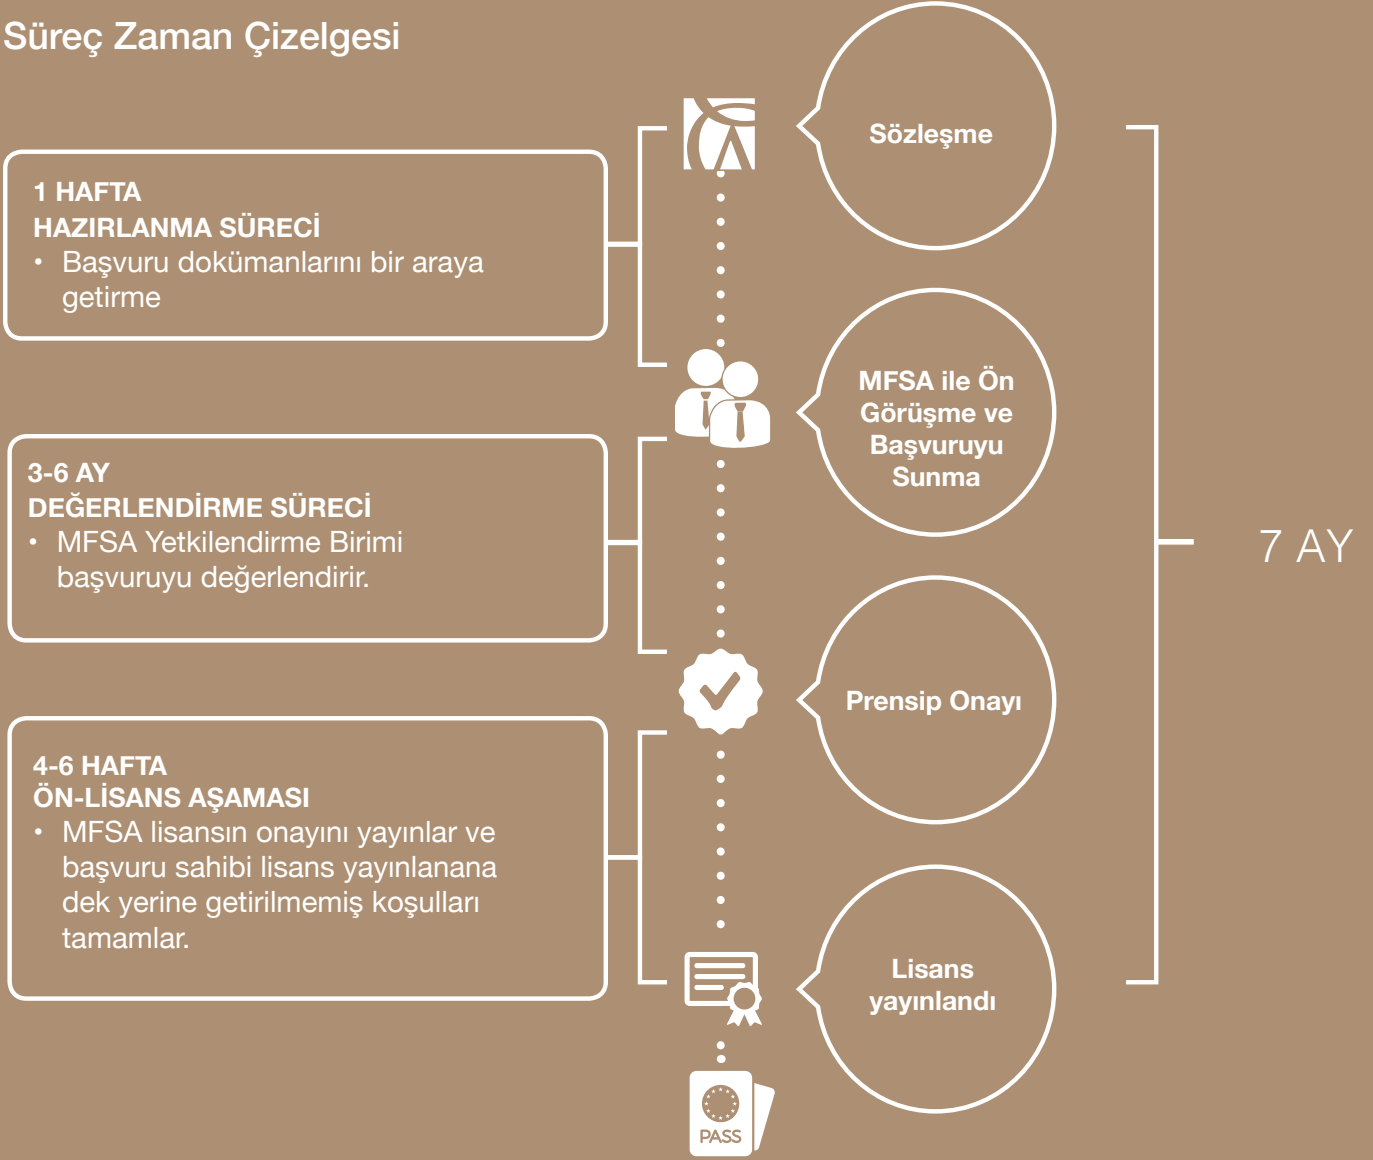 Süreç Zaman Çizelgesi
Sözleşme
1 HAFTA
HAZIRLANMA SÜRECİ
• Başvuru dokümanlarını bir araya
getirme
MFSA ile Ön
Görüşme ve
Başvuruyu
Sunma
3-6 AY
DEĞERLENDİRME SÜRECİ
• MFSA Yetkilendirme Birimi
başvuruyu değerlendirir.
7 AY
Prensip Onayı
4-6 HAFTA
ÖN-LİSANS AŞAMASI
• MFSA lisansın onayını yayınlar ve
başvuru sahibi lisans yayınlanana
dek yerine getirilmemiş koşulları
tamamlar.
Lisans
yayınlandı
PASS